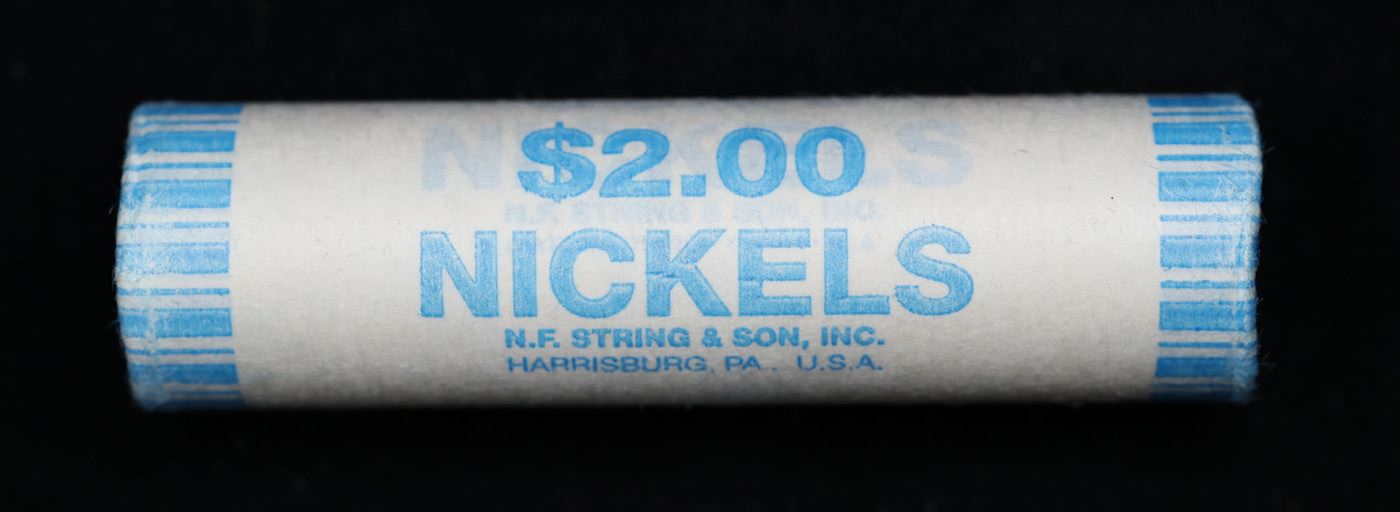 $2.00
NICKELS
N.F. STRING & SON, INC.
HARRISBURG, PA. U.S.A.